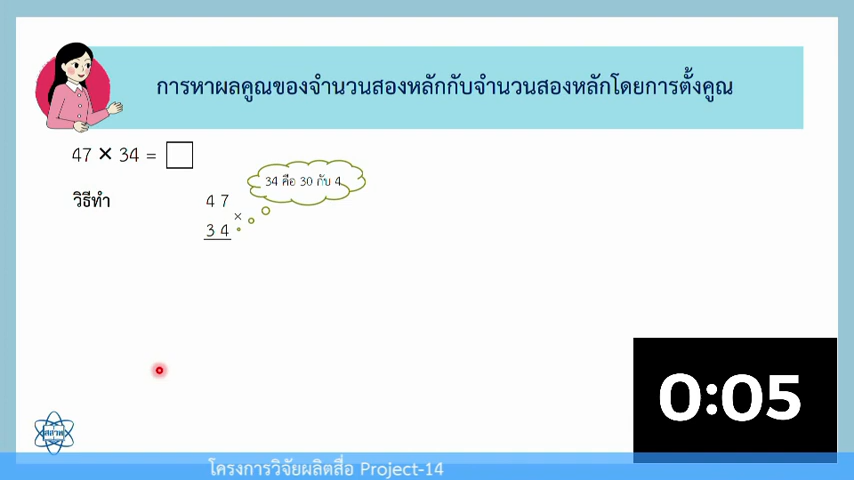 การหาผลคูณของจำนวนสองหลักกับจำนวนสองหลักโดยการตั้งคูณ
47 × 34 =
34 คือ 30 กับ 4
วิธีทำ
4 7
×
3 4
0:05
สสวท
โครงการวิจัยผลิตสื่อ Project-14